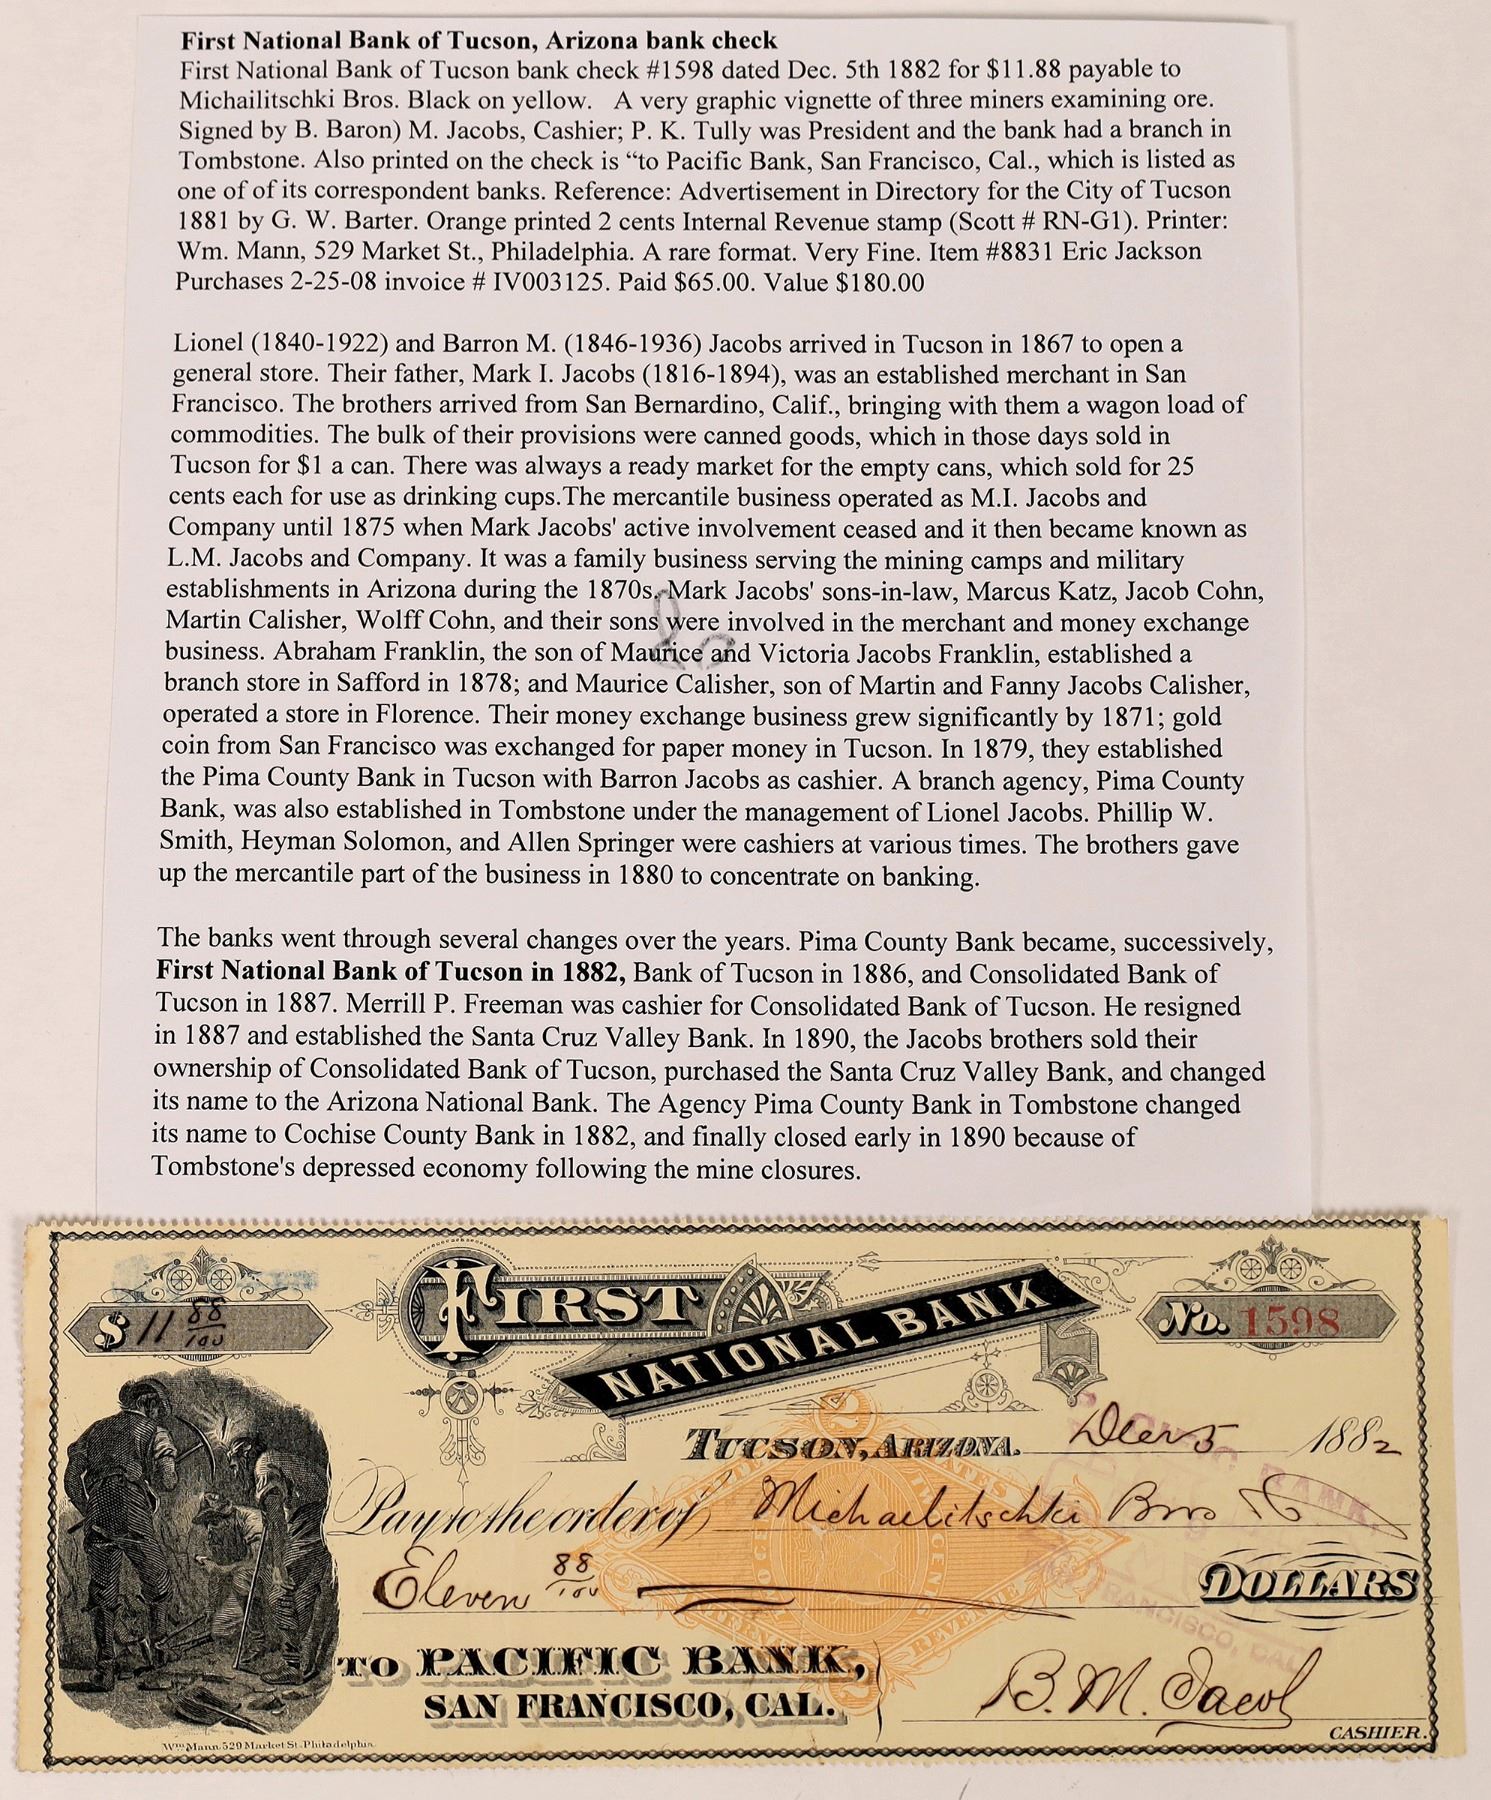 First National Bank of Tucson, Arizona bank check
First National Bank of Tucson bank check #1598 dated Dec. 5th 1882 for $11.88 payable to
Michailitschki Bros. Black on yellow. A very graphic vignette of three miners examining ore.
Signed by B. Baron) M. Jacobs, Cashier; P. K. Tully was President and the bank had a branch in
Tombstone. Also printed on the check is “to Pacific Bank, San Francisco, Cal., which is listed as
one of of its correspondent banks. Reference: Advertisement in Directory for the City of Tucson
1881 by G. W. Barter. Orange printed 2 cents Internal Revenue stamp (Scott # RN-G1). Printer:
Wm. Mann, 529 Market St., Philadelphia. A rare format. Very Fine. Item #8831 Eric Jackson
Purchases 2-25-08 invoice # IV003125. Paid $65.00. Value $180.00
Lionel (1840-1922) and Barron M. (1846-1936) Jacobs arrived in Tucson in 1867 to open a
general store. Their father, Mark I. Jacobs (1816-1894), was an established merchant in San
Francisco. The brothers arrived from San Bernardino, Calif., bringing with them a wagon load of
commodities. The bulk of their provisions were canned goods, which in those days sold in
Tucson for $1 a can. There was always a ready market for the empty cans, which sold for 25
cents each for use as drinking cups.The mercantile business operated as M.I. Jacobs and
Company until 1875 when Mark Jacobs' active involvement ceased and it then became known as
L.M. Jacobs and Company. It was a family business serving the mining camps and military
establishments in Arizona during the 1870s. Mark Jacobs' sons-in-law, Marcus Katz, Jacob Cohn,
Martin Calisher, Wolff Cohn, and their sons were involved in the merchant and money exchange
business. Abraham Franklin, the son of Maurice and Victoria Jacobs Franklin, established a
branch store in Safford in 1878; and Maurice Calisher, son of Martin and Fanny Jacobs Calisher,
operated a store in Florence. Their money exchange business grew significantly by 1871; gold
coin from San Francisco was exchanged for paper money in Tucson. In 1879, they established
the Pima County Bank in Tucson with Barron Jacobs as cashier. A branch agency, Pima County
Bank, was also established in Tombstone under the management of Lionel Jacobs. Phillip W.
Smith, Heyman Solomon, and Allen Springer were cashiers at various times. The brothers gave
up the mercantile part of the business in 1880 to concentrate on banking.
The banks went through several changes over the years. Pima County Bank became, successively,
First National Bank of Tucson in 1882, Bank of Tucson in 1886, and Consolidated Bank of
Tucson in 1887. Merrill P. Freeman was cashier for Consolidated Bank of Tucson. He resigned
in 1887 and established the Santa Cruz Valley Bank. In 1890, the Jacobs brothers sold their
ownership of Consolidated Bank of Tucson, purchased the Santa Cruz Valley Bank, and changed
its name to the Arizona National Bank. The Agency Pima County Bank in Tombstone changed
its name to Cochise County Bank in 1882, and finally closed early in 1890 because of
Tombstone's depressed economy following the mine closures.
$ 11 88/100
FIRST
NATIONAL BANK
No. 1598
TUCSON, ARIZONA. Decr 5 1882
Pay to the order of Michaelitschki Bros
Eleven 88/100 DOLLARS
TO PACIFIC BANK,
SAN FRANCISCO, CAL.
B. M. Jacobs
CASHIER.
Wm Mann 529 Market St. Philadelphia
2
INTERNAL REVENUE
BANK
FRANCISCO, CAL